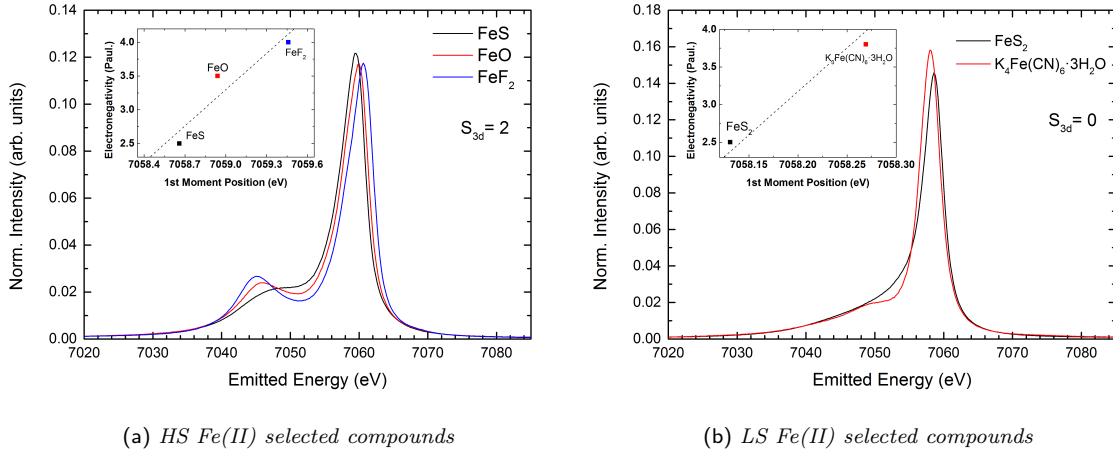 0.14
0.12
0.10
0.08
0.06
0.04
0.02
0.00
Norm. Intensity (arb. units)
7020 7030 7040 7050 7060 7070 7080
Emitted Energy (eV)
FeS
FeO
FeF2
S3d= 2
4.0
3.5
3.0
2.5
Electronegativity (Paul.)
FeF2
FeO
FeS
7058.4 7058.7 7059.0 7059.3 7059.6
1st Moment Position (eV)
(a) HS Fe(II) selected compounds
0.18
0.16
0.14
0.12
0.10
0.08
0.06
0.04
0.02
0.00
Norm. Intensity (arb. units)
7020 7030 7040 7050 7060 7070 7080
Emitted Energy (eV)
FeS2
K4Fe(CN)6·3H2O
S3d= 0
4.0
3.5
3.0
2.5
Electronegativity (Paul.)
K4Fe(CN)6·3H2O
FeS2
7058.15 7058.20 7058.25 7058.30
1st Moment Position (eV)
(b) LS Fe(II) selected compounds